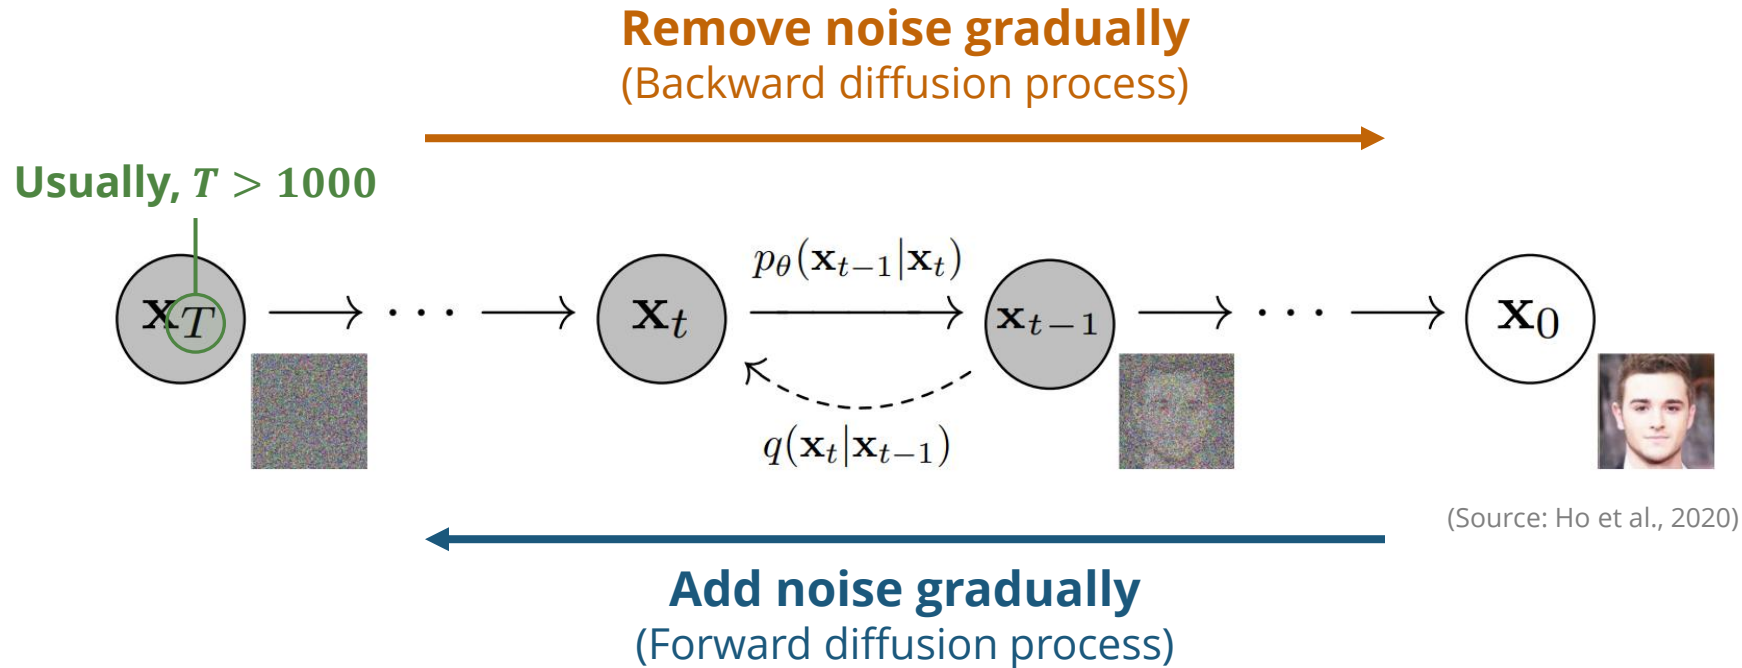 Remove noise gradually
(Backward diffusion process)
Usually, T > 1000
x_T → ··· → x_t p_θ(x_{t−1}|x_t) x_{t−1} → ··· → x_0
q(x_t|x_{t−1})
(Source: Ho et al., 2020)
Add noise gradually
(Forward diffusion process)